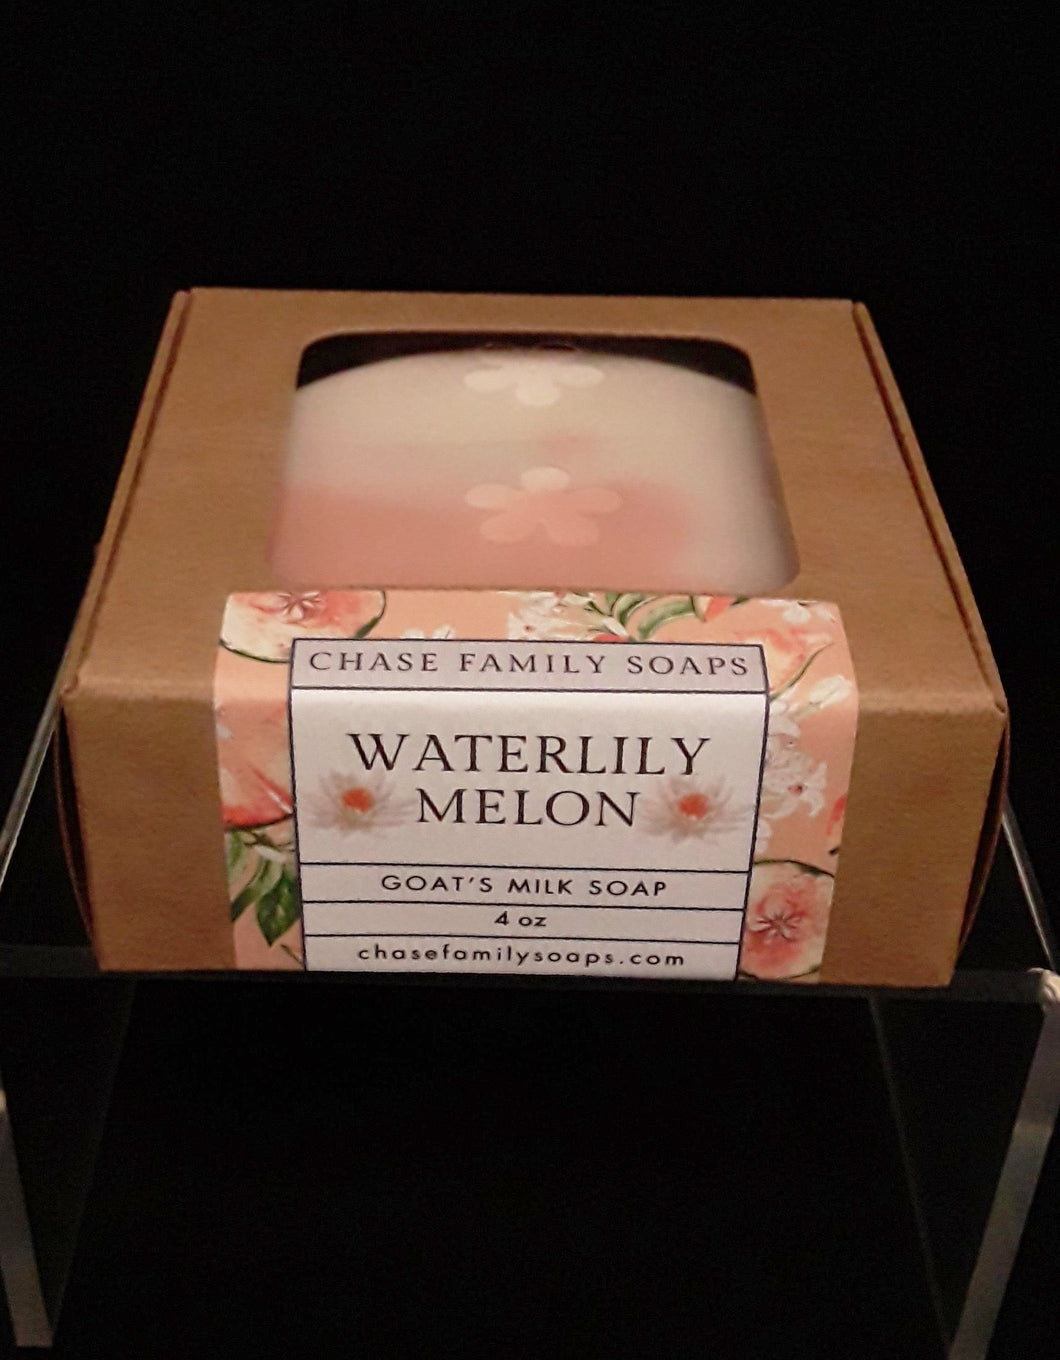 CHASE FAMILY SOAPS
WATERLILY
MELON
GOAT'S MILK SOAP
4 oz
chasefamilysoaps.com